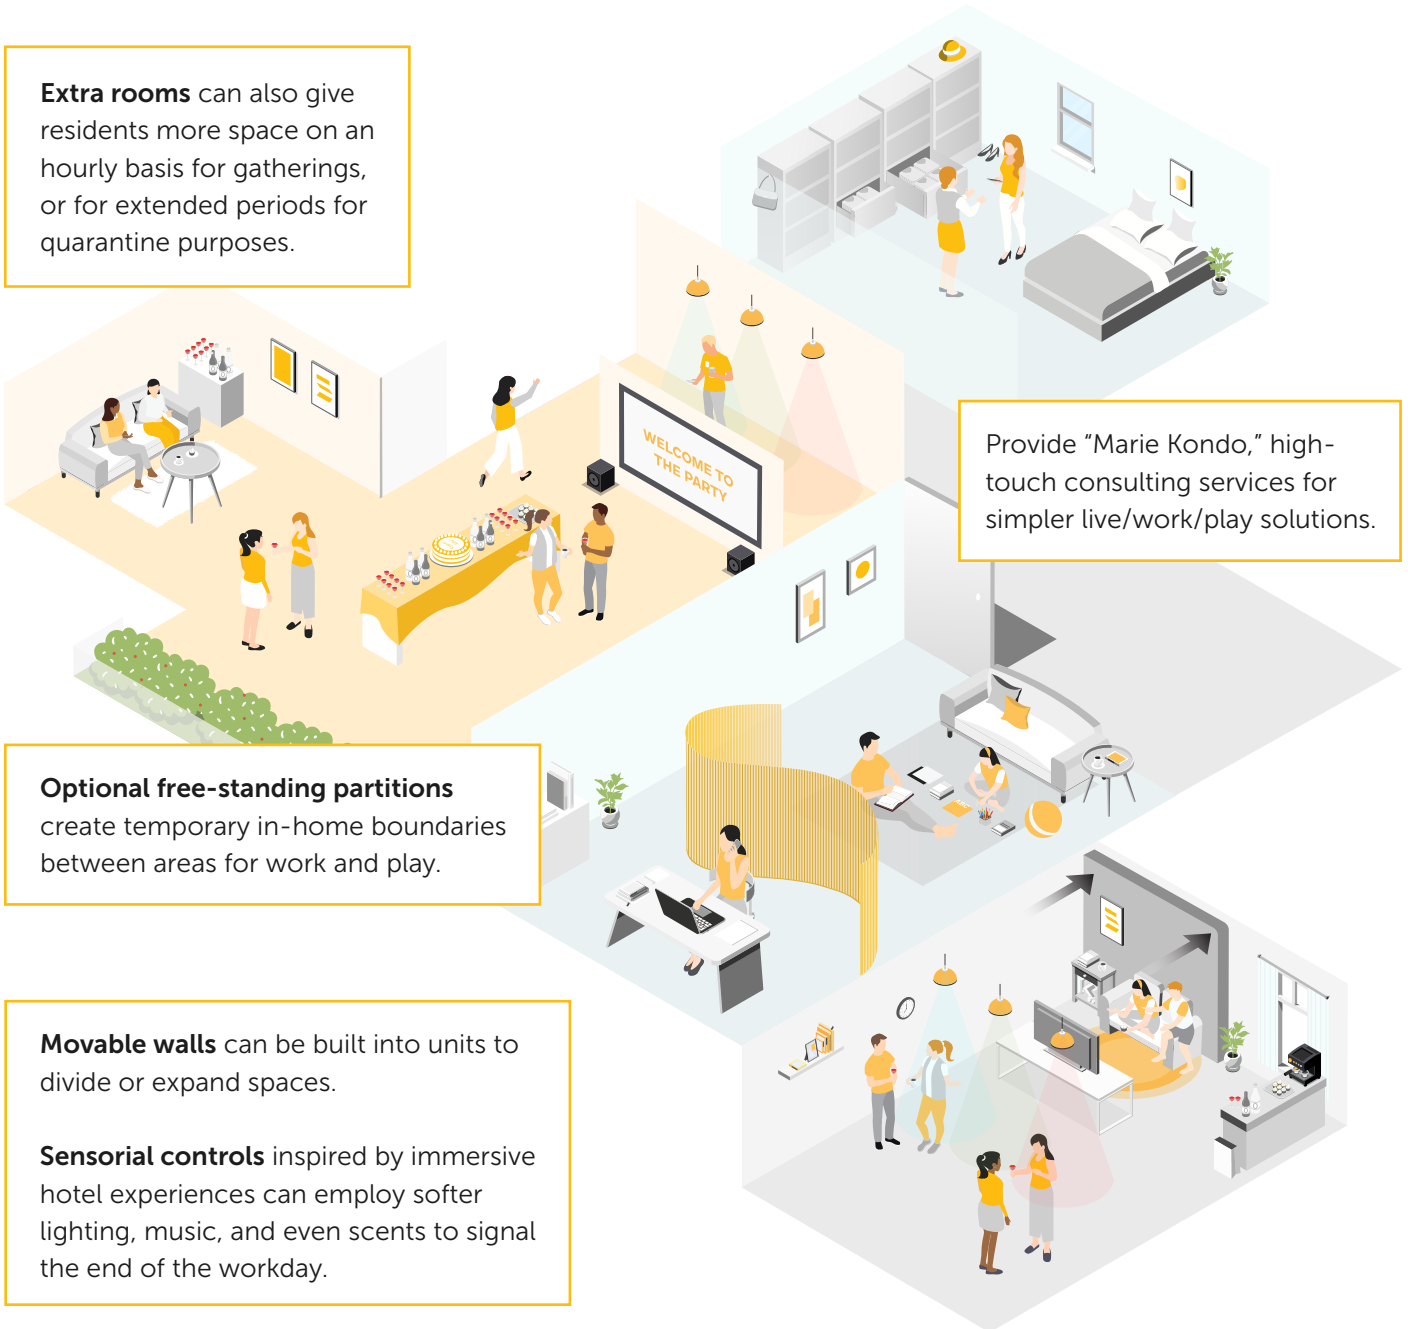 Extra rooms can also give
residents more space on an
hourly basis for gatherings,
or for extended periods for
quarantine purposes.
WELCOME TO
THE PARTY
Provide “Marie Kondo,” high-
touch consulting services for
simpler live/work/play solutions.
Optional free-standing partitions
create temporary in-home boundaries
between areas for work and play.
Movable walls can be built into units to
divide or expand spaces.
Sensorial controls inspired by immersive
hotel experiences can employ softer
lighting, music, and even scents to signal
the end of the workday.